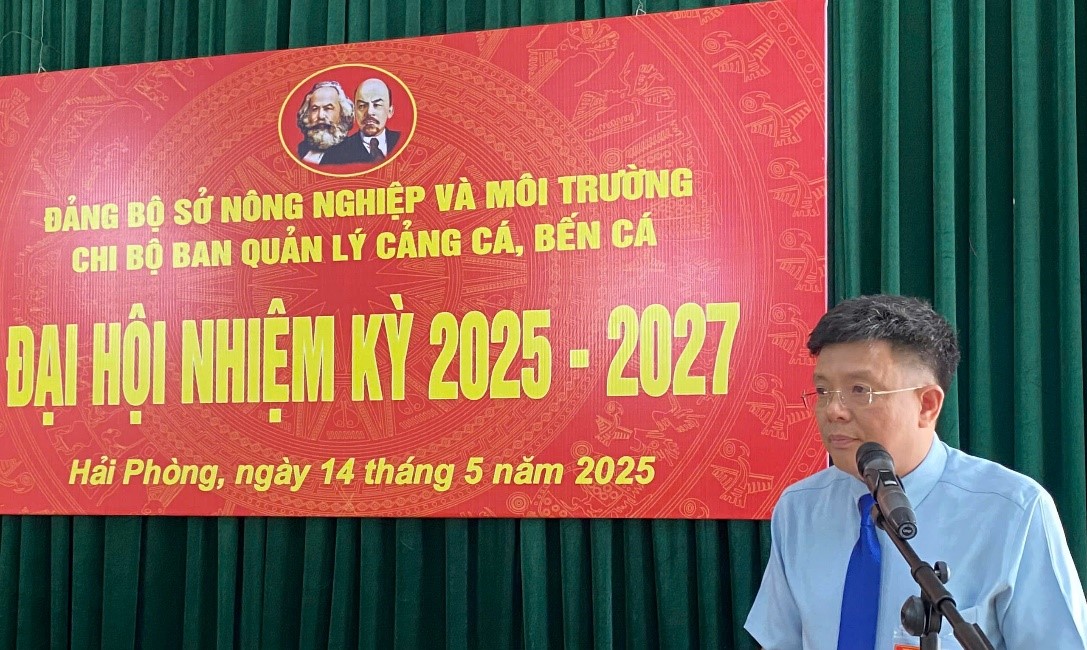 ĐẢNG BỘ SỞ NÔNG NGHIỆP VÀ MÔI TRƯỜNG
CHI BỘ BAN QUẢN LÝ CẢNG CÁ, BẾN CÁ
ĐẠI HỘI NHIỆM KỲ 2025 - 2027
Hải Phòng, ngày 14 tháng 5 năm 2025